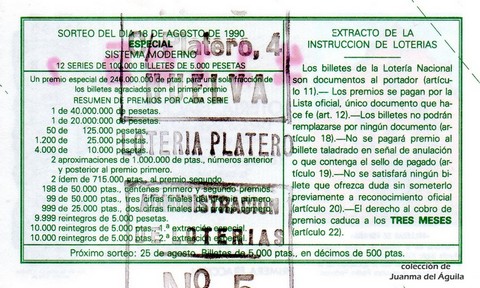 SORTEO DEL DIA 18 DE AGOSTO DE 1990
ESPECIAL
SISTEMA MODERNO
12 SERIES DE 100.000 BILLETES DE 5.000 PESETAS
Un premio especial de 246.000.000 de ptas. para una sola fracción de
los billetes agraciados con el primer premio
RESUMEN DE PREMIOS POR CADA SERIE
1 de 40.000.000 de pesetas.
1 de 20.000.000 de pesetas.
50 de 125.000 pesetas.
1.200 de 25.000 pesetas.
4.000 de 10.000 pesetas.
2 aproximaciones de 1.000.000 de ptas., números anterior
y posterior al primero primero.
2 ídem de 715.000 ptas., al premio segundo.
198 de 50.000 ptas., centenas primero y segundo premios.
99 de 50.000 ptas., tres cifras finales del primer premio.
999 de 25.000 ptas., dos cifras finales del primer premio.
9.999 reintegros de 5.000 ptas.
10.000 reintegros de 5.000 ptas., 1.ª extracción especial.
10.000 reintegros de 5.000 ptas., 2.ª extracción especial.
EXTRACTO DE LA
INSTRUCCION DE LOTERIAS
Los billetes de la Lotería Nacional
son documentos al portador (artícu-
lo 11).— Los premios se pagan por la
Lista oficial, único documento que ha-
ce fe (art. 12).—Los billetes no podrán
reemplazarse por ningún documento (ar-
tículo 18).—No se pagará premio al
billete taladrado en señal de anulación
o que contenga el sello de pagado (ar-
tículo 19).—No se satisfará ningún bi-
llete que ofrezca duda sin someterlo
previamente a reconocimiento oficial
(artículo 20).—El derecho al cobro de
premios caduca a los TRES MESES
(artículo 22).
Próximo sorteo: 25 de agosto. Billetes de 5.000 ptas., en décimos de 500 ptas.
Platero, 4
HUELVA
LOTERIA PLATERO
ADMINISTRACION
LOTERIAS
Nº 5
colección de
Juanma del Águila